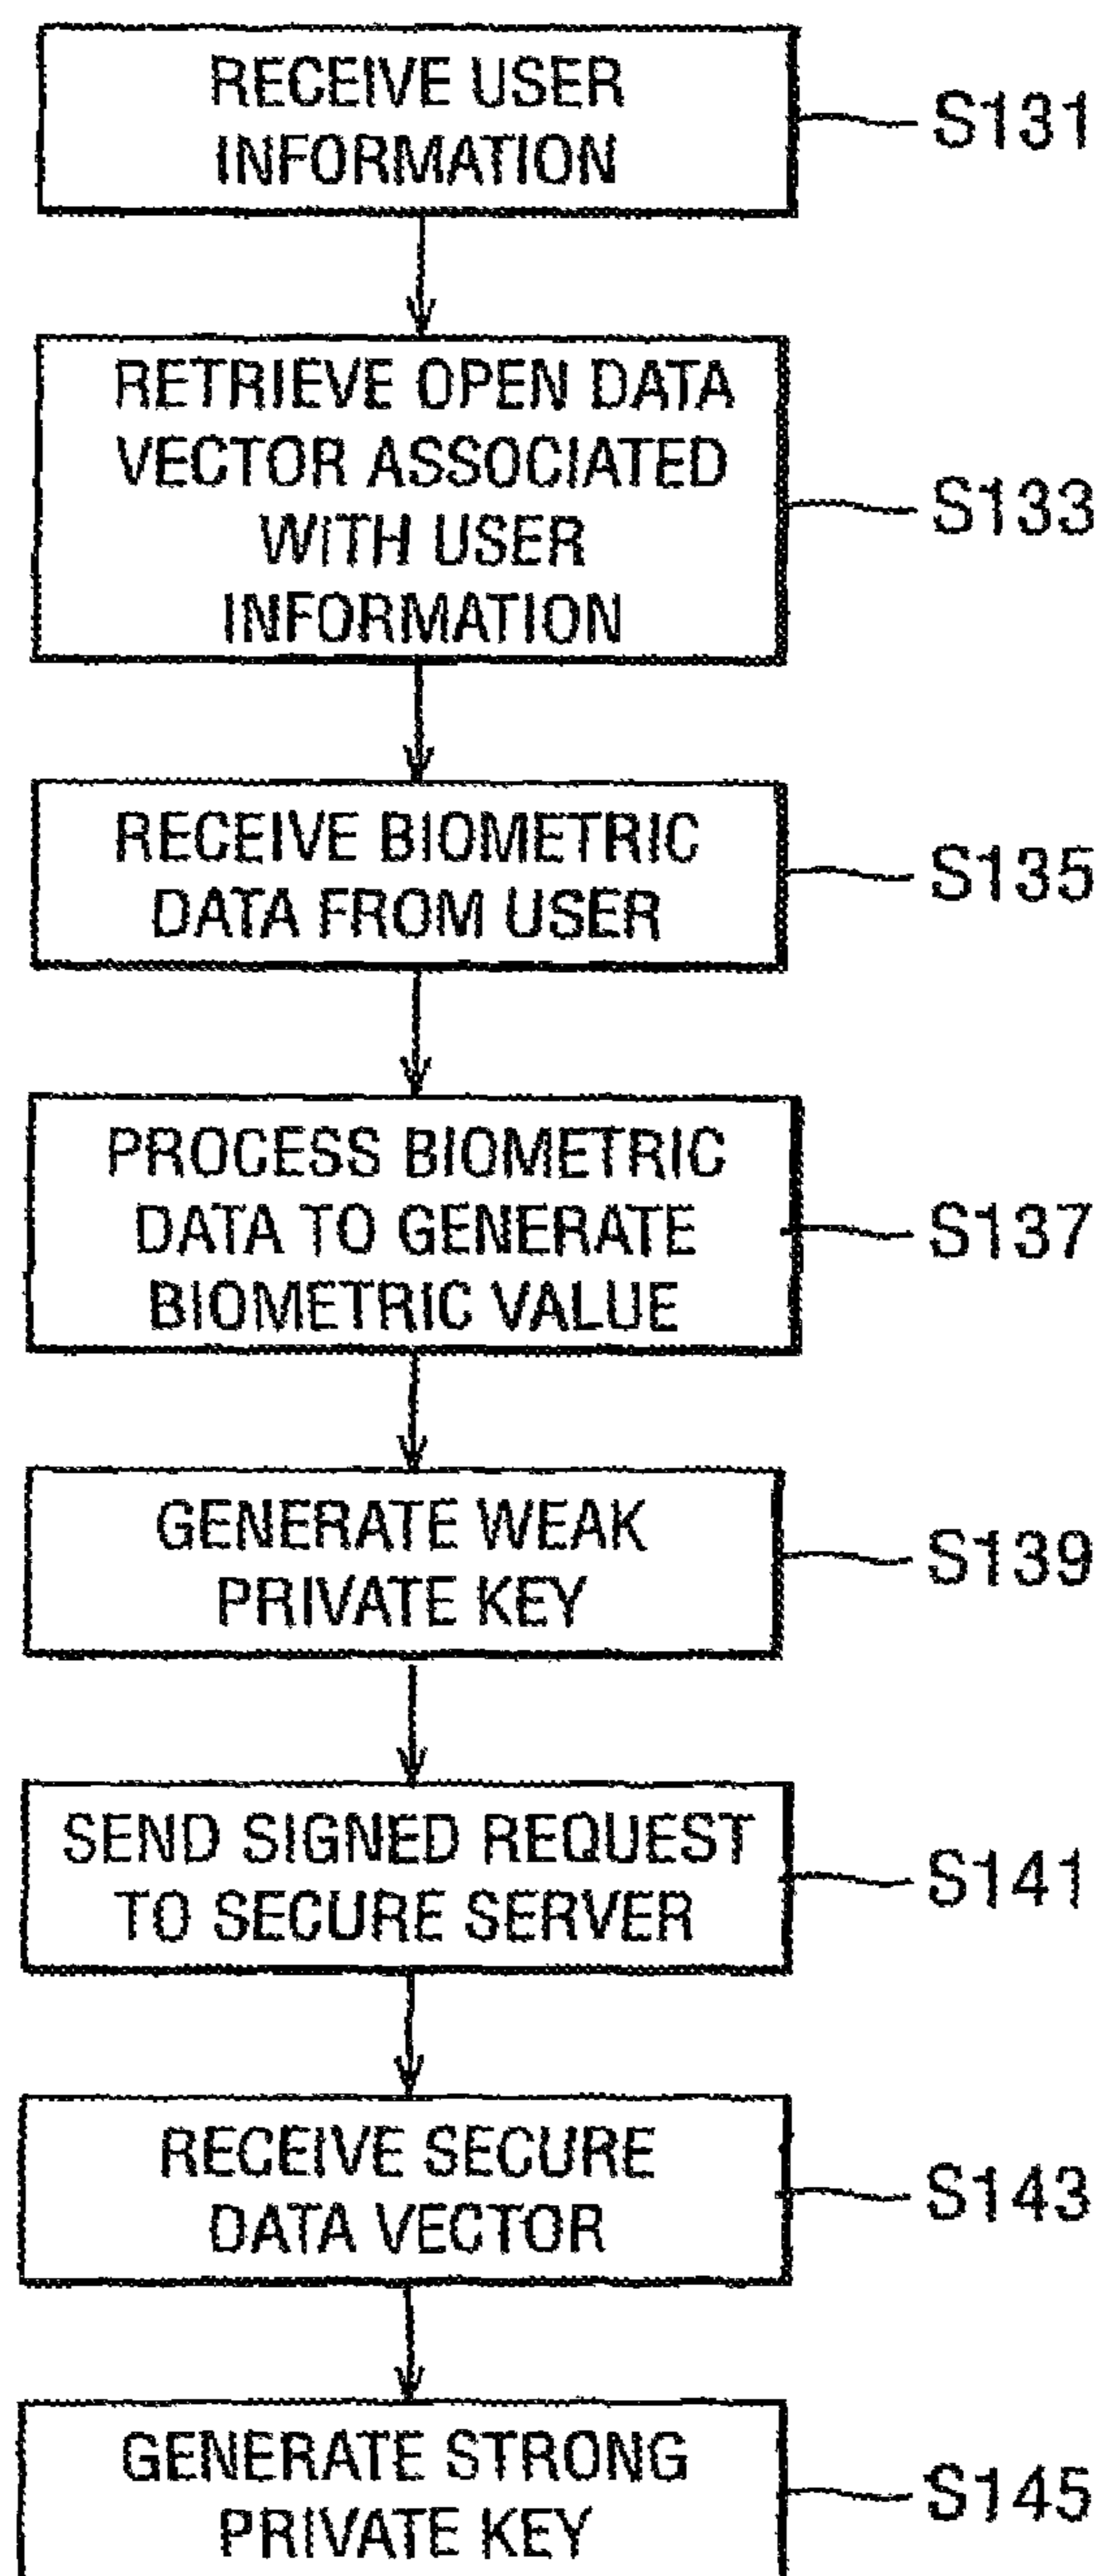 RECEIVE USER
INFORMATION
S131
RETRIEVE OPEN DATA
VECTOR ASSOCIATED
WITH USER
INFORMATION
S133
RECEIVE BIOMETRIC
DATA FROM USER
S135
PROCESS BIOMETRIC
DATA TO GENERATE
BIOMETRIC VALUE
S137
GENERATE WEAK
PRIVATE KEY
S139
SEND SIGNED REQUEST
TO SECURE SERVER
S141
RECEIVE SECURE
DATA VECTOR
S143
GENERATE STRONG
PRIVATE KEY
S145